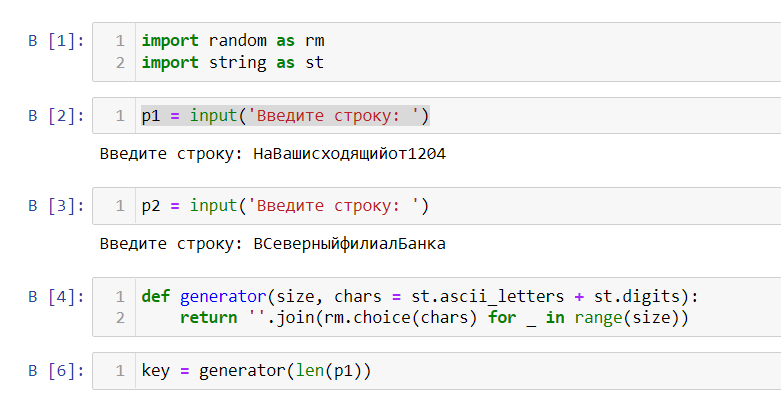 В [1]: 1 import random as rm
2 import string as st
В [2]: 1 p1 = input('Введите строку: ')
Введите строку: НаВашисходящийот1204
В [3]: 1 p2 = input('Введите строку: ')
Введите строку: ВСеверныйфилиалБанка
В [4]: 1 def generator(size, chars = st.ascii_letters + st.digits):
2 return ''.join(rm.choice(chars) for _ in range(size))
В [6]: 1 key = generator(len(p1))